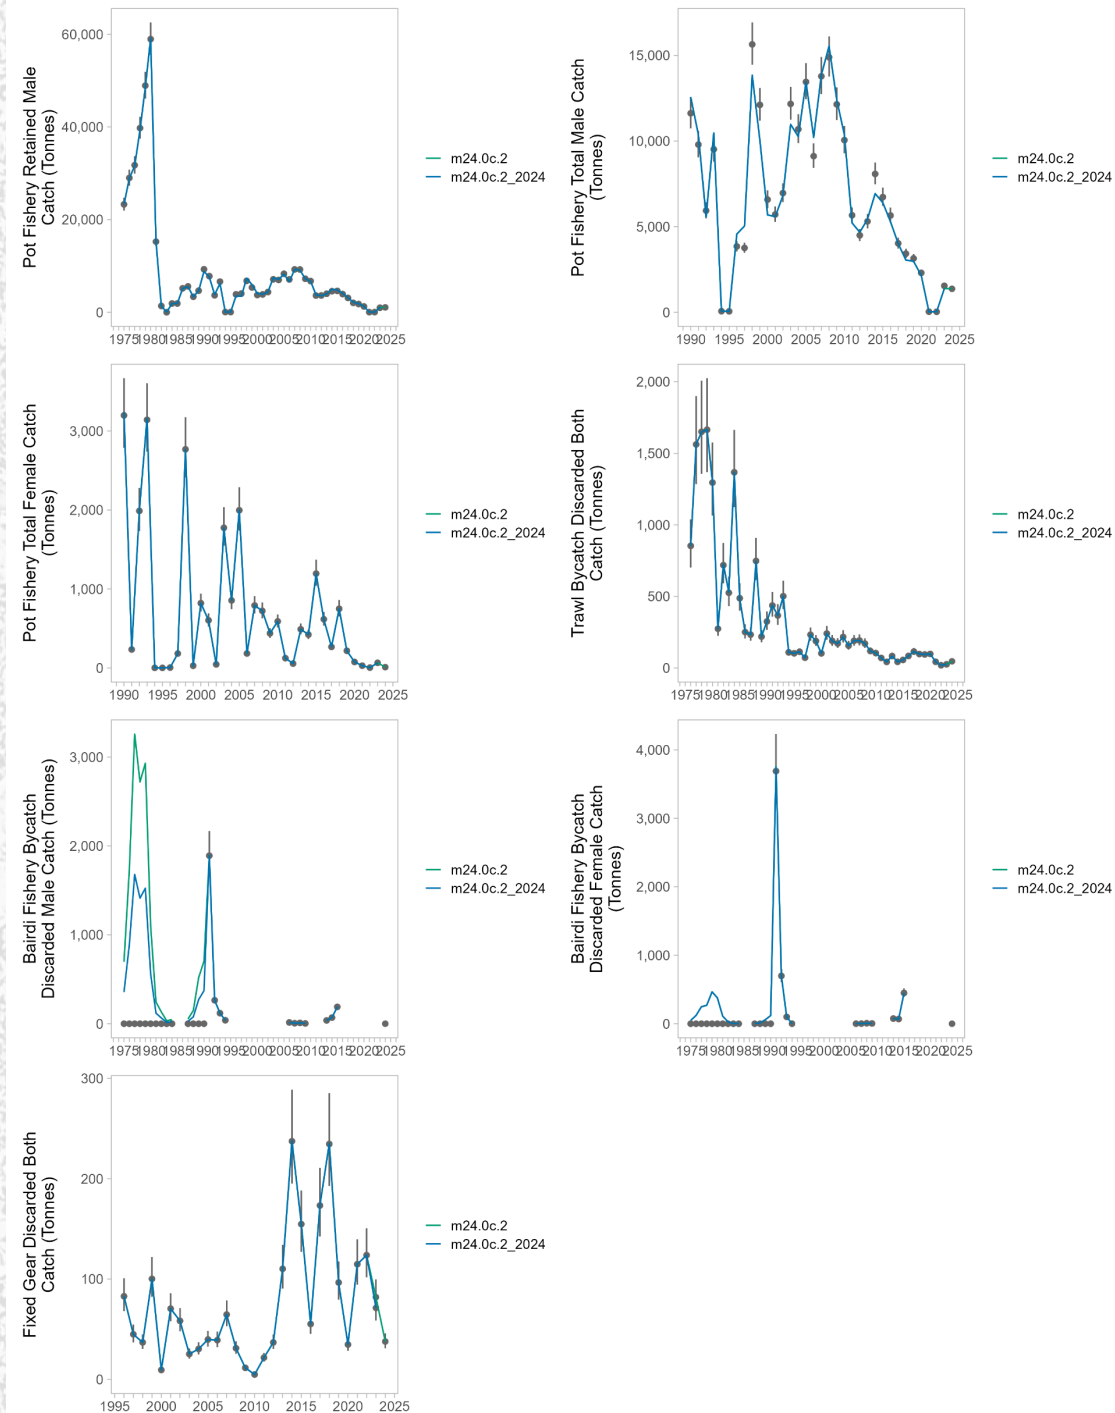 Pot Fishery Retained Male
Catch (Tonnes)
60,000
40,000
20,000
0
1975 1980 1985 1990 1995 2000 2005 2010 2015 2020 2025
m24.0c.2
m24.0c.2_2024
Pot Fishery Total Male Catch
(Tonnes)
15,000
10,000
5,000
0
1990 1995 2000 2005 2010 2015 2020 2025
m24.0c.2
m24.0c.2_2024
Pot Fishery Total Female Catch
(Tonnes)
3,000
2,000
1,000
0
1990 1995 2000 2005 2010 2015 2020 2025
m24.0c.2
m24.0c.2_2024
Trawl Bycatch Discarded Both
Catch (Tonnes)
2,000
1,500
1,000
500
0
1975 1980 1985 1990 1995 2000 2005 2010 2015 2020 2025
m24.0c.2
m24.0c.2_2024
Bairdi Fishery Bycatch
Discarded Male Catch (Tonnes)
3,000
2,000
1,000
0
1975 1980 1985 1990 1995 2000 2005 2010 2015 2020 2025
m24.0c.2
m24.0c.2_2024
Bairdi Fishery Bycatch
Discarded Female Catch
(Tonnes)
4,000
3,000
2,000
1,000
0
1975 1980 1985 1990 1995 2000 2005 2010 2015 2020 2025
m24.0c.2
m24.0c.2_2024
Fixed Gear Discarded Both
Catch (Tonnes)
300
200
100
0
1995 2000 2005 2010 2015 2020 2025
m24.0c.2
m24.0c.2_2024